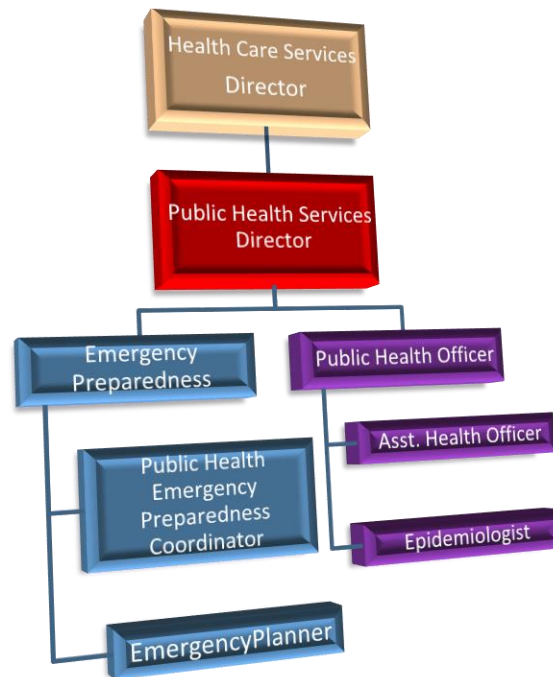 Health Care Services
Director
Public Health Services
Director
Emergency
Preparedness
Public Health Officer
Public Health
Emergency
Preparedness
Coordinator
Asst. Health Officer
Epidemiologist
EmergencyPlanner